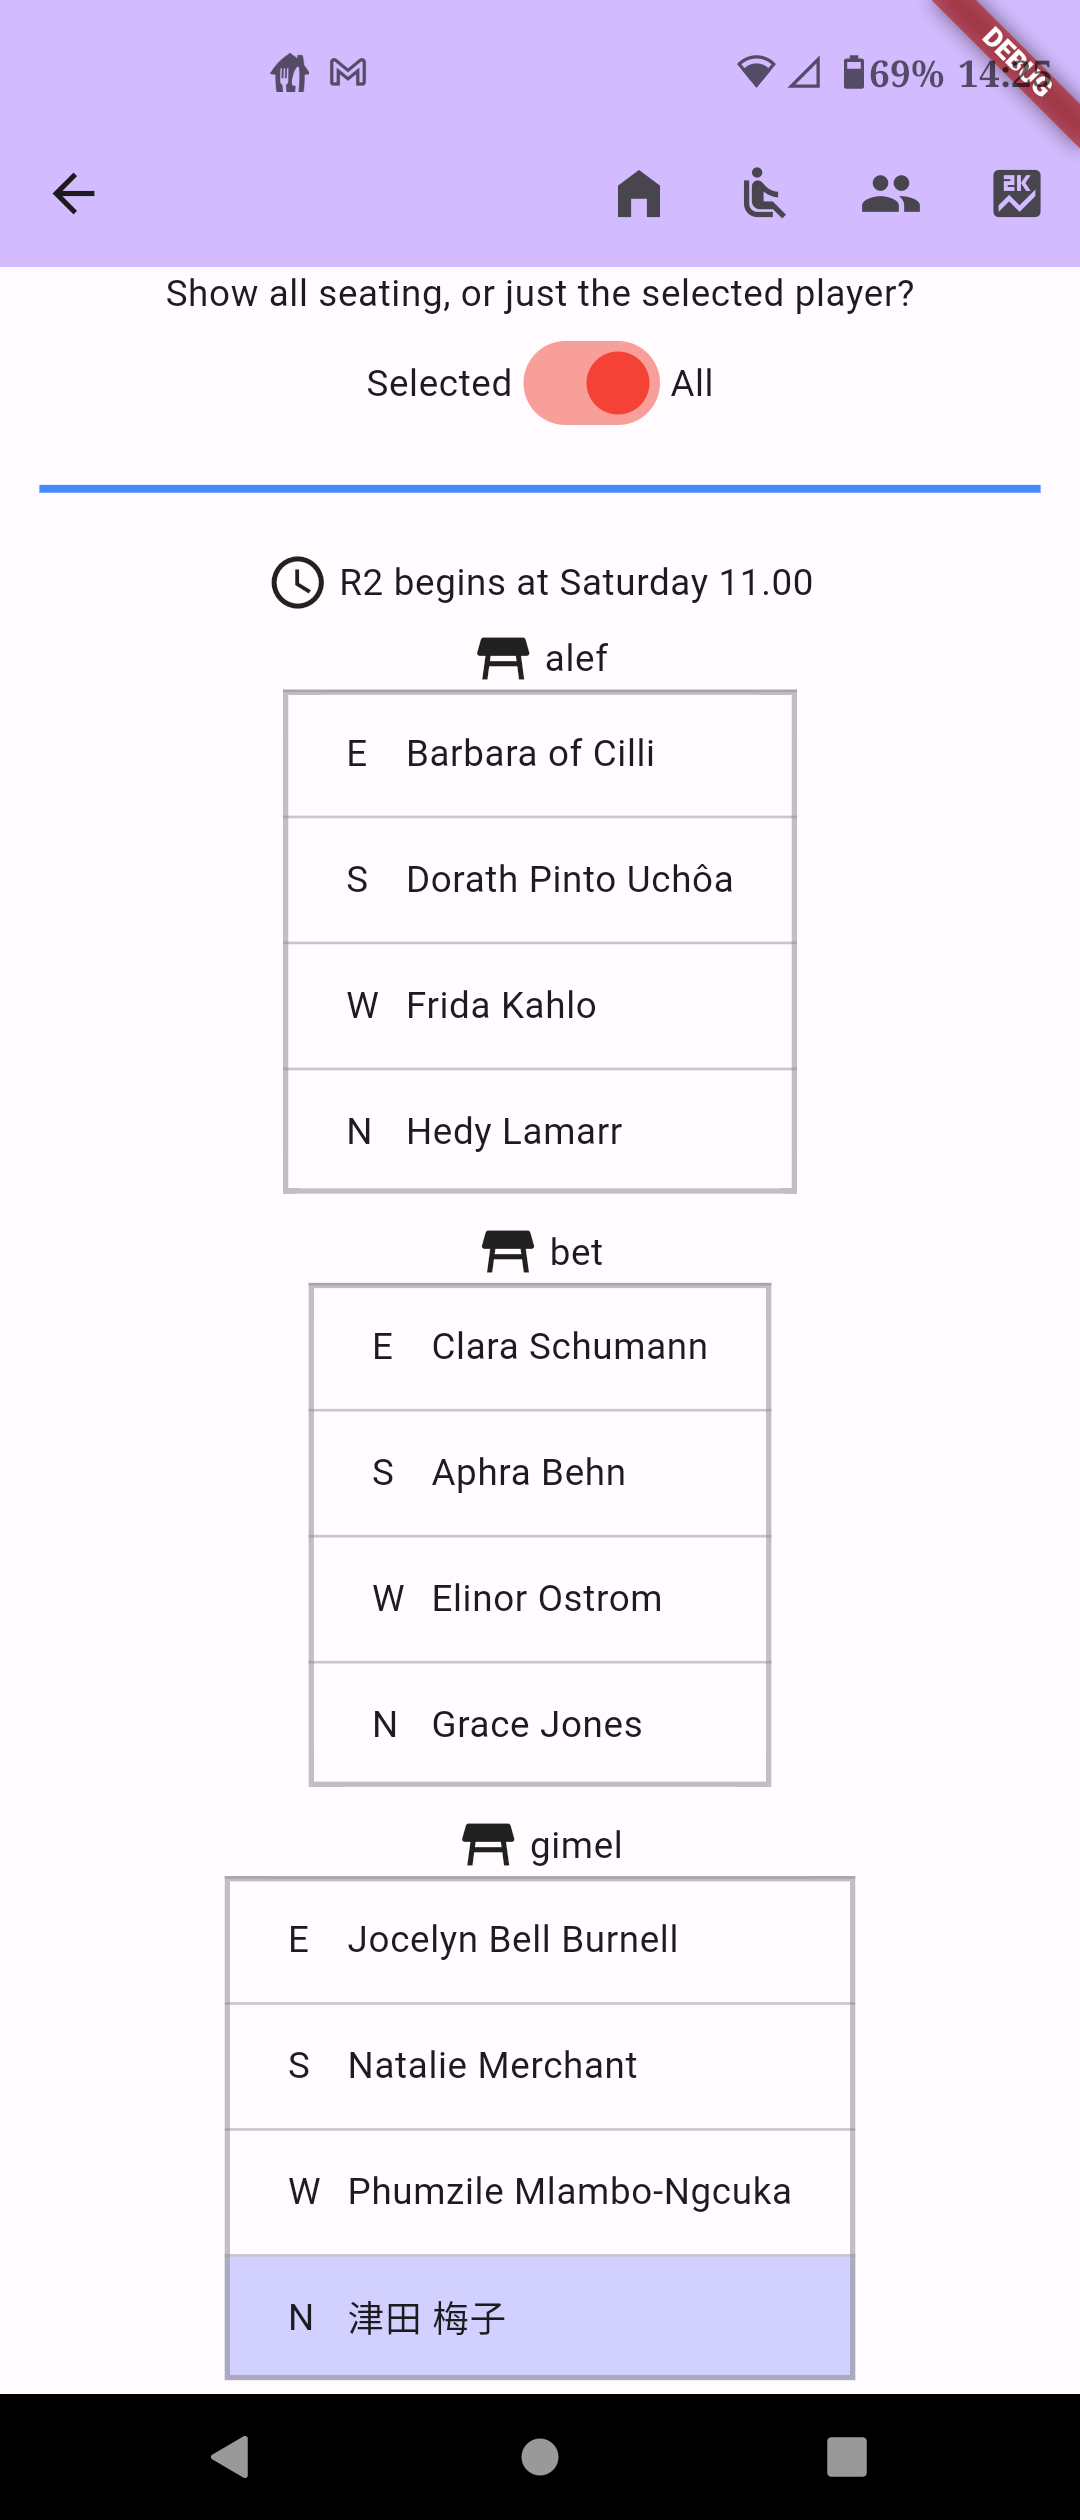 69% 14:25
DEBUG
2K
Show all seating, or just the selected player?
Selected All
R2 begins at Saturday 11.00
alef
E Barbara of Cilli
S Dorath Pinto Uchôa
W Frida Kahlo
N Hedy Lamarr
bet
E Clara Schumann
S Aphra Behn
W Elinor Ostrom
N Grace Jones
gimel
E Jocelyn Bell Burnell
S Natalie Merchant
W Phumzile Mlambo-Ngcuka
N 津田 梅子